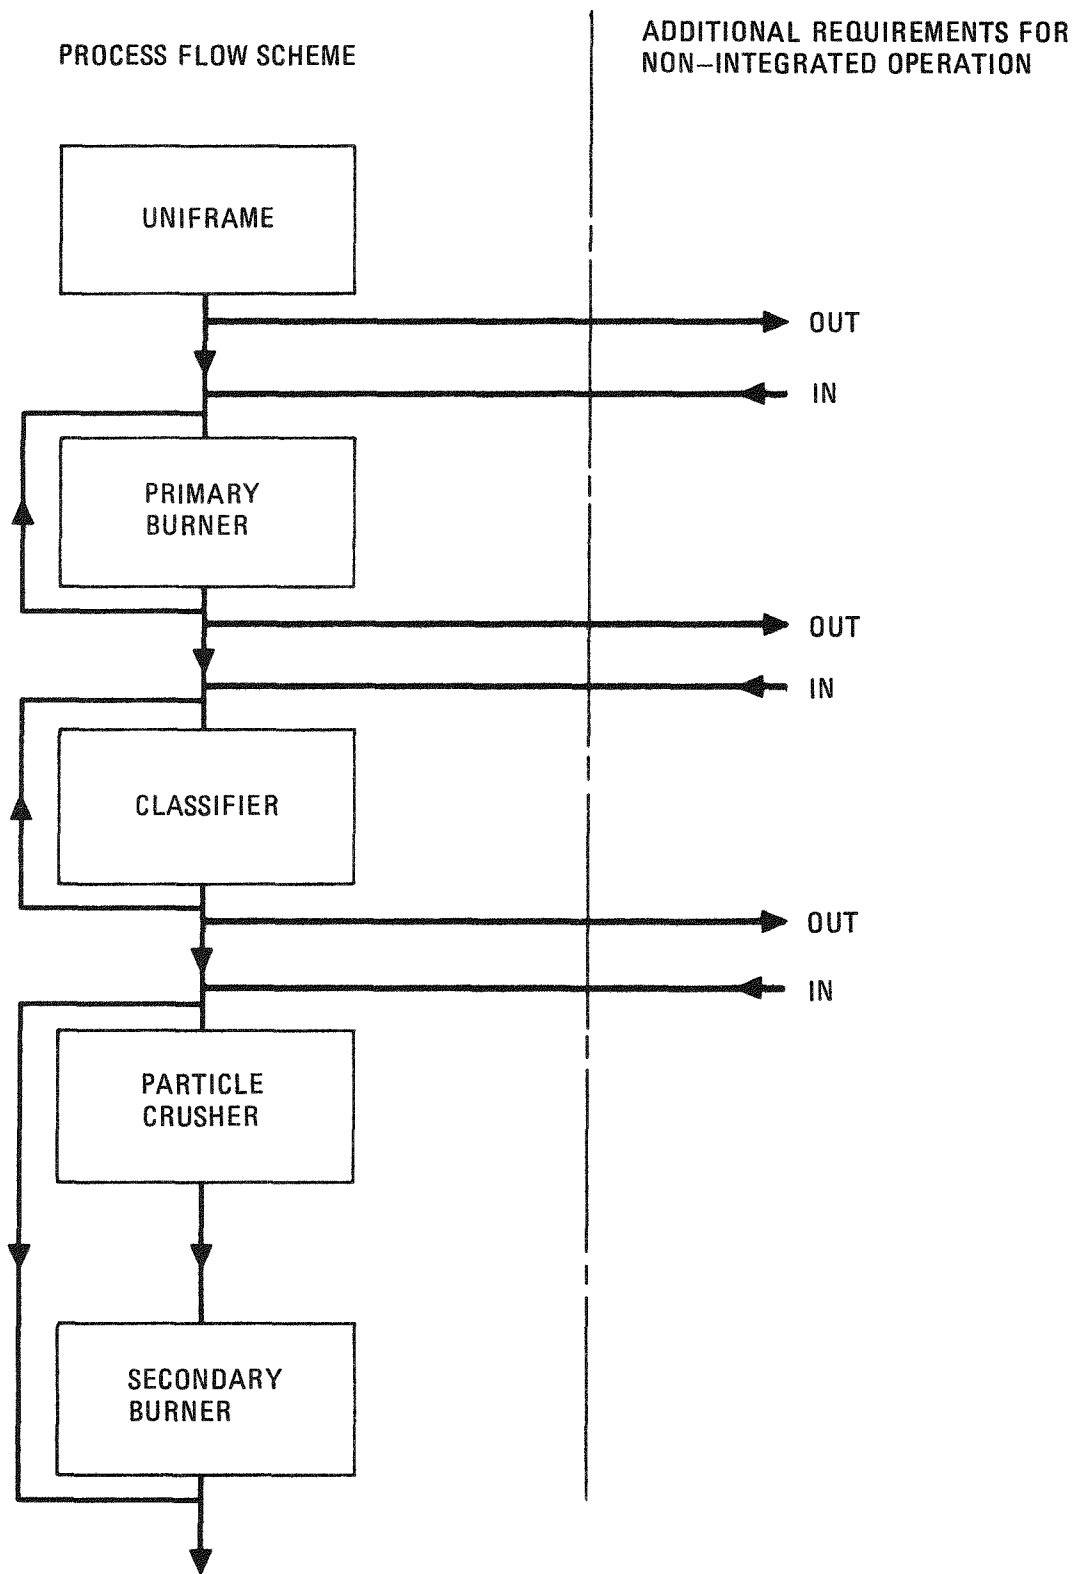 PROCESS FLOW SCHEME
ADDITIONAL REQUIREMENTS FOR
NON–INTEGRATED OPERATION
UNIFRAME
OUT
IN
PRIMARY
BURNER
OUT
IN
CLASSIFIER
OUT
IN
PARTICLE
CRUSHER
SECONDARY
BURNER